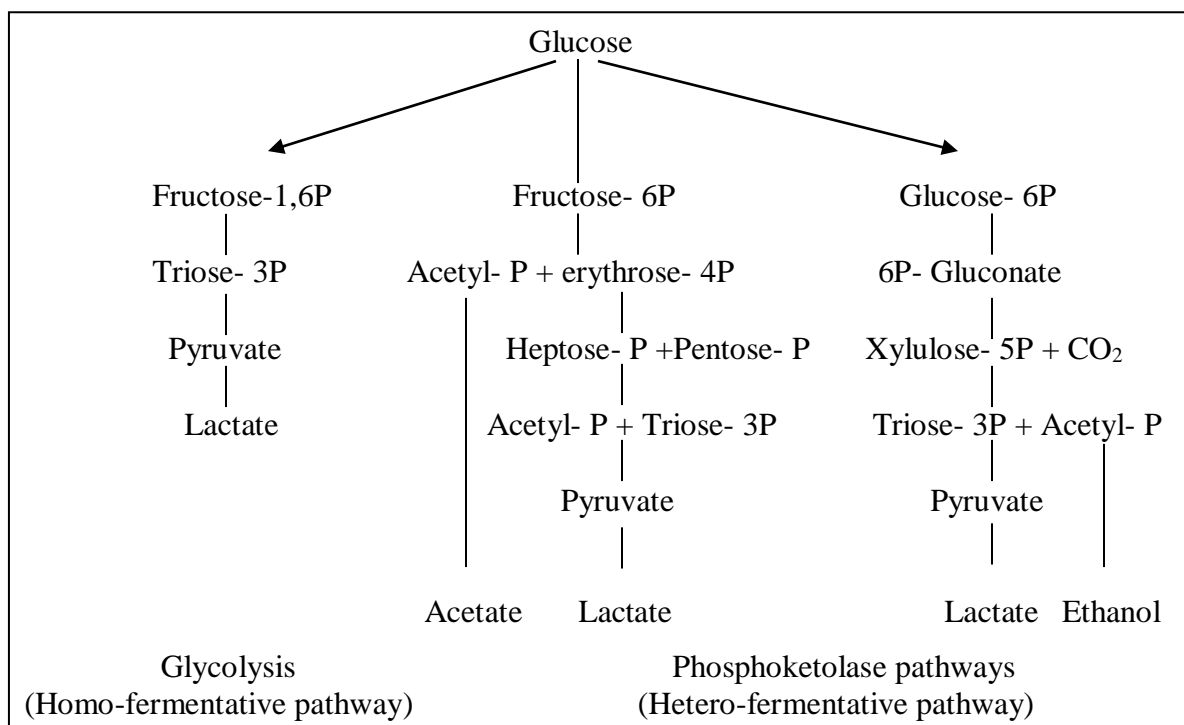 Glucose
Fructose-1,6P Fructose- 6P Glucose- 6P
Triose- 3P Acetyl- P + erythrose- 4P 6P- Gluconate
Pyruvate Heptose- P +Pentose- P Xylulose- 5P + CO₂
Lactate Acetyl- P + Triose- 3P Triose- 3P + Acetyl- P
Pyruvate Pyruvate
Acetate Lactate Lactate Ethanol
Glycolysis Phosphoketolase pathways
(Homo-fermentative pathway) (Hetero-fermentative pathway)